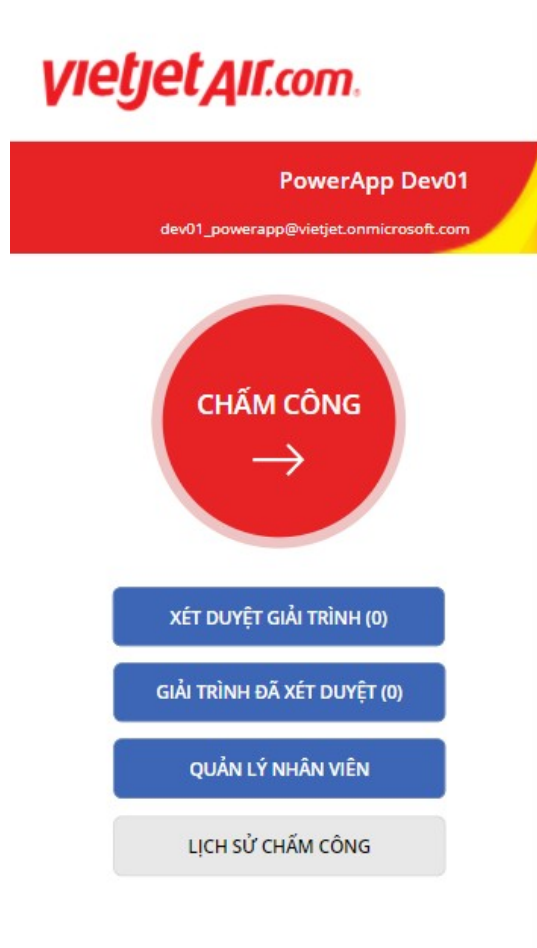 vietjetAir.com.
PowerApp Dev01
dev01_powerapp@vietjet.onmicrosoft.com
CHẤM CÔNG
XÉT DUYỆT GIẢI TRÌNH (0)
GIẢI TRÌNH ĐÃ XÉT DUYỆT (0)
QUẢN LÝ NHÂN VIÊN
LỊCH SỬ CHẤM CÔNG